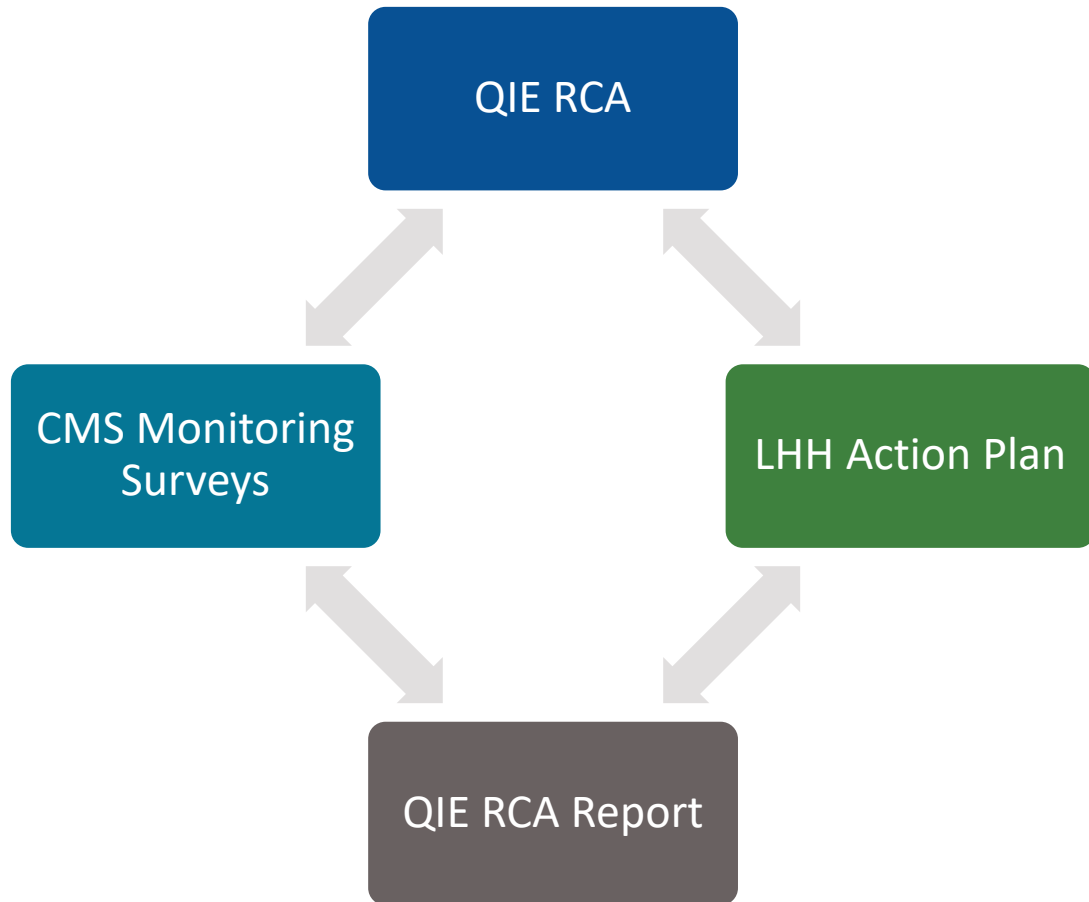 QIE RCA
CMS Monitoring
Surveys
LHH Action Plan
QIE RCA Report